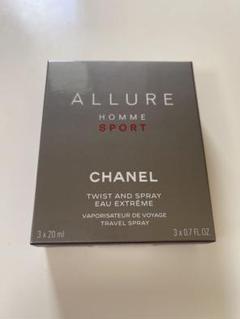 ALLURE
HOMME
SPORT
CHANEL
TWIST AND SPRAY
EAU EXTRÊME
VAPORISATEUR DE VOYAGE
TRAVEL SPRAY
3 x 20 ml 3 x 0.7 FL. OZ.